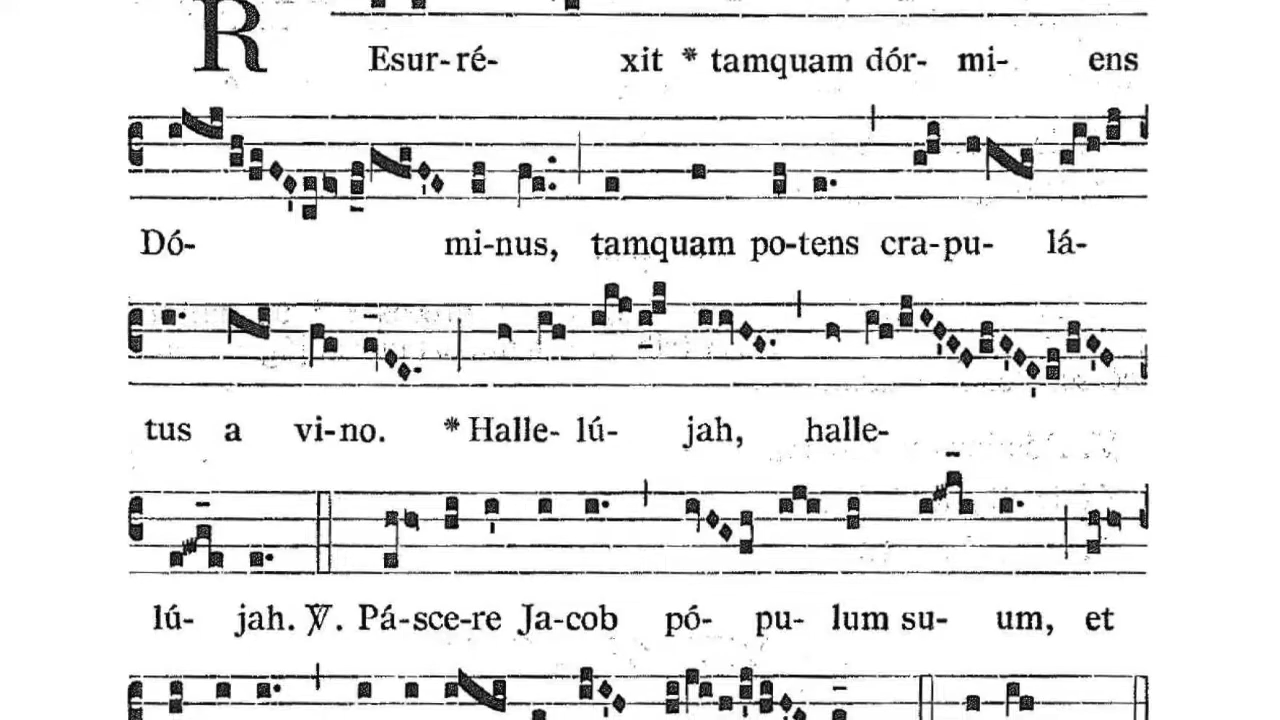 REsur-ré- xit * tamquam dór- mi- ens
Dó- mi-nus, tamquam po-tens cra-pu- lá-
tus a vi-no. * Halle- lú- jah, halle-
lú- jah. ℣. Pá-sce-re Ja-cob pó- pu- lum su- um, et